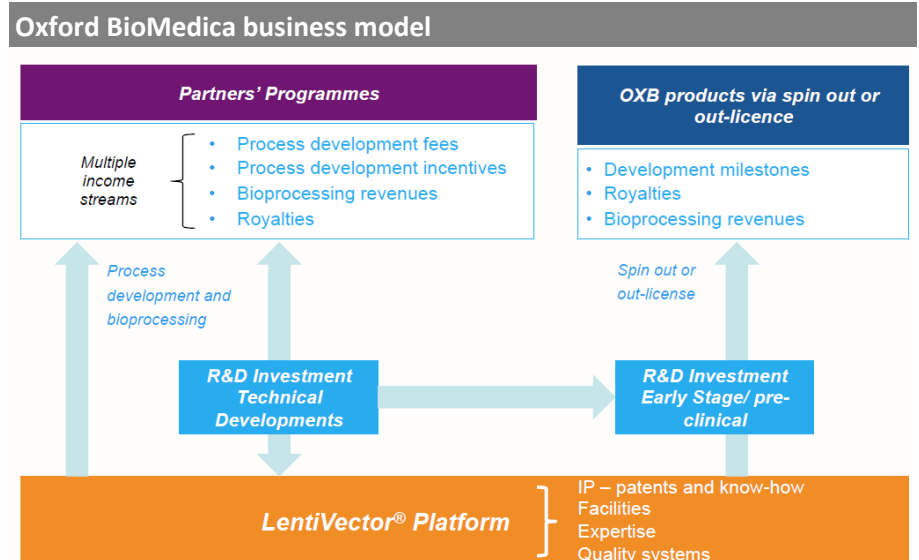 Oxford BioMedica business model
Partners' Programmes
Multiple
income
streams
• Process development fees
• Process development incentives
• Bioprocessing revenues
• Royalties
OXB products via spin out or
out-licence
• Development milestones
• Royalties
• Bioprocessing revenues
Process
development and
bioprocessing
Spin out or
out-license
R&D Investment
Technical
Developments
R&D Investment
Early Stage/ pre-
clinical
LentiVector® Platform
IP – patents and know-how
Facilities
Expertise
Quality systems